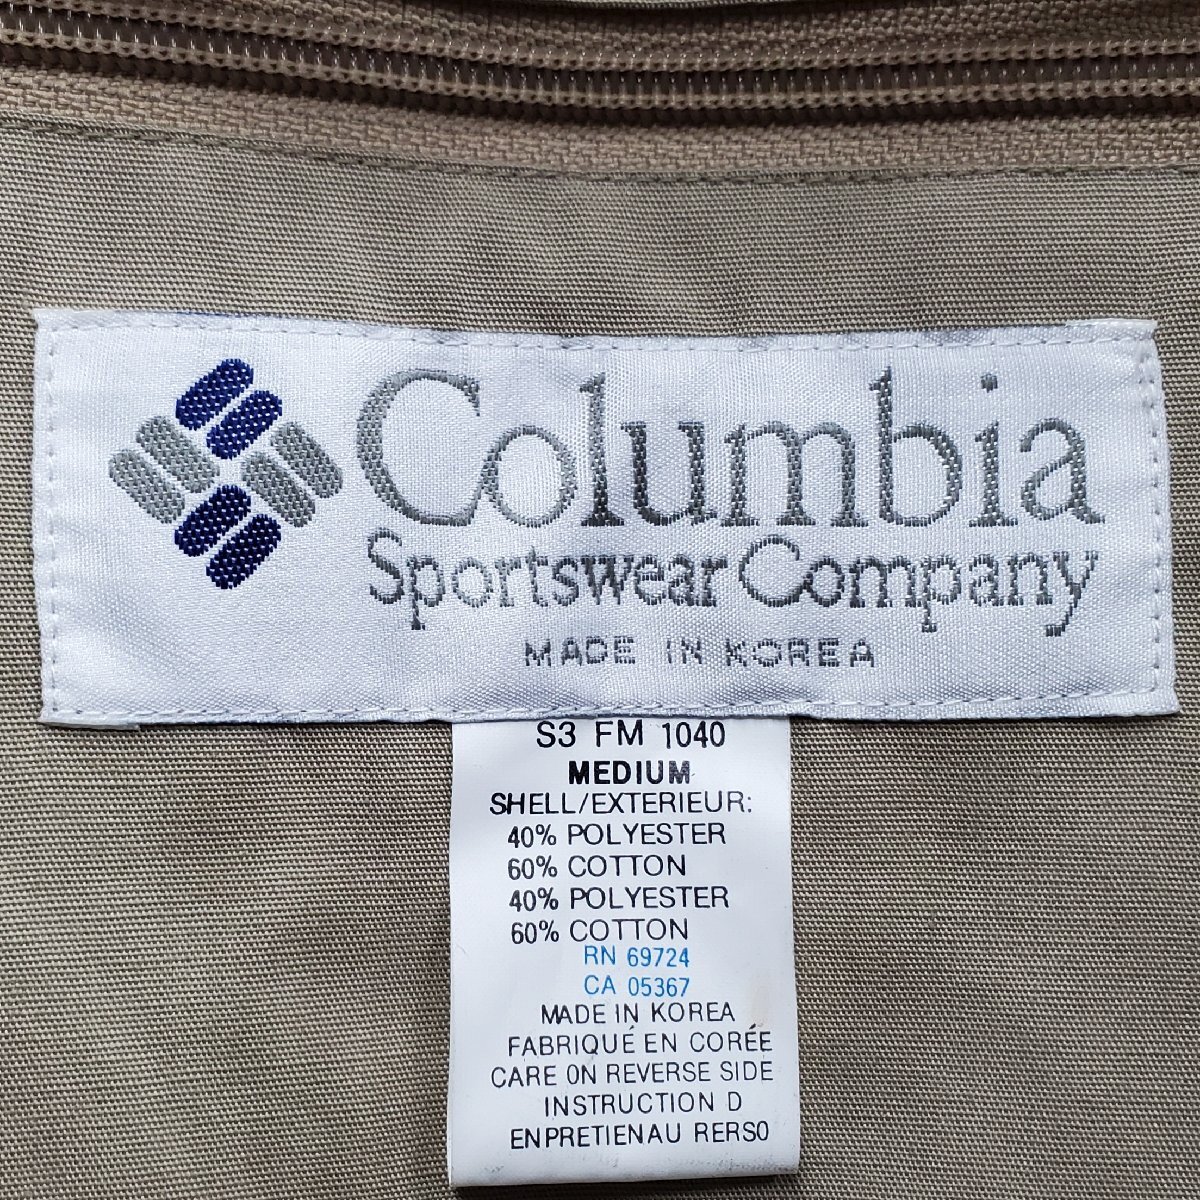 Columbia
Sportswear Company
MADE IN KOREA
S3 FM 1040
MEDIUM
SHELL/EXTERIEUR:
40% POLYESTER
60% COTTON
40% POLYESTER
60% COTTON
RN 69724
CA 05367
MADE IN KOREA
FABRIQUÉ EN CORÉE
CARE ON REVERSE SIDE
INSTRUCTION D
ENPRETIENAU RERSO